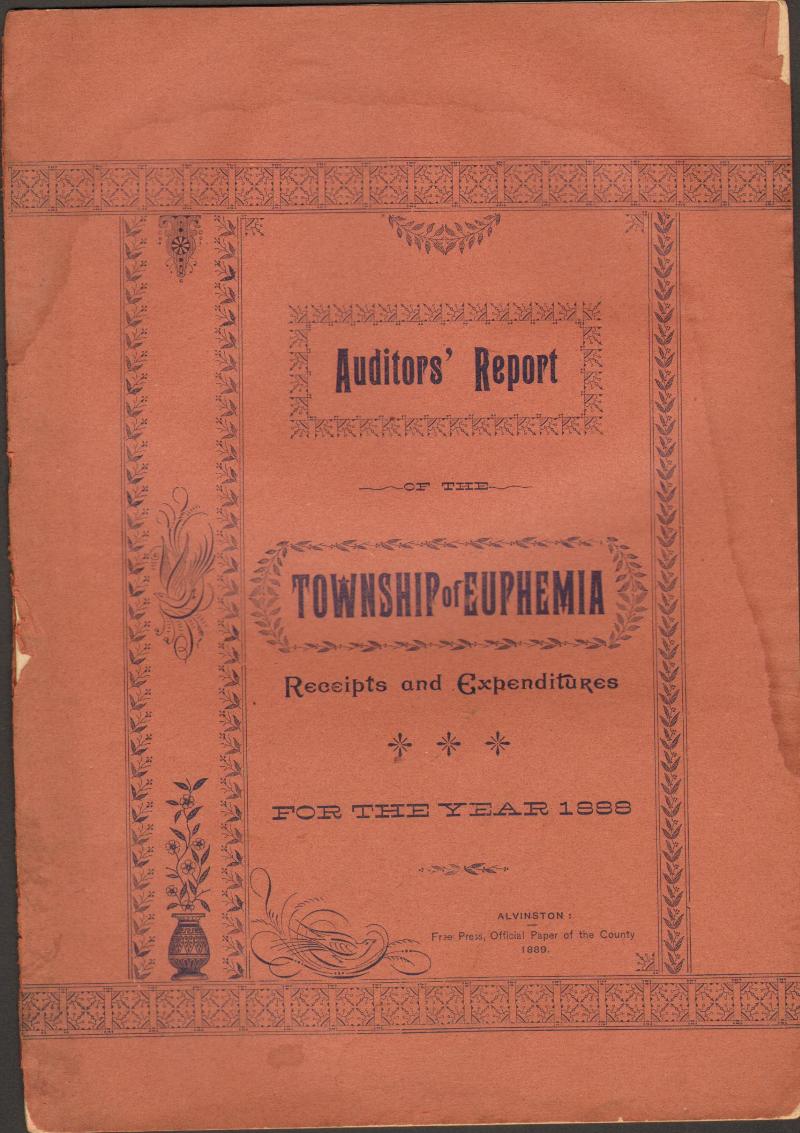 Auditors' Report
OF THE
TOWNSHIP of EUPHEMIA
Receipts and Expenditures
FOR THE YEAR 1888
ALVINSTON:
Free Press, Official Paper of the County
1889.